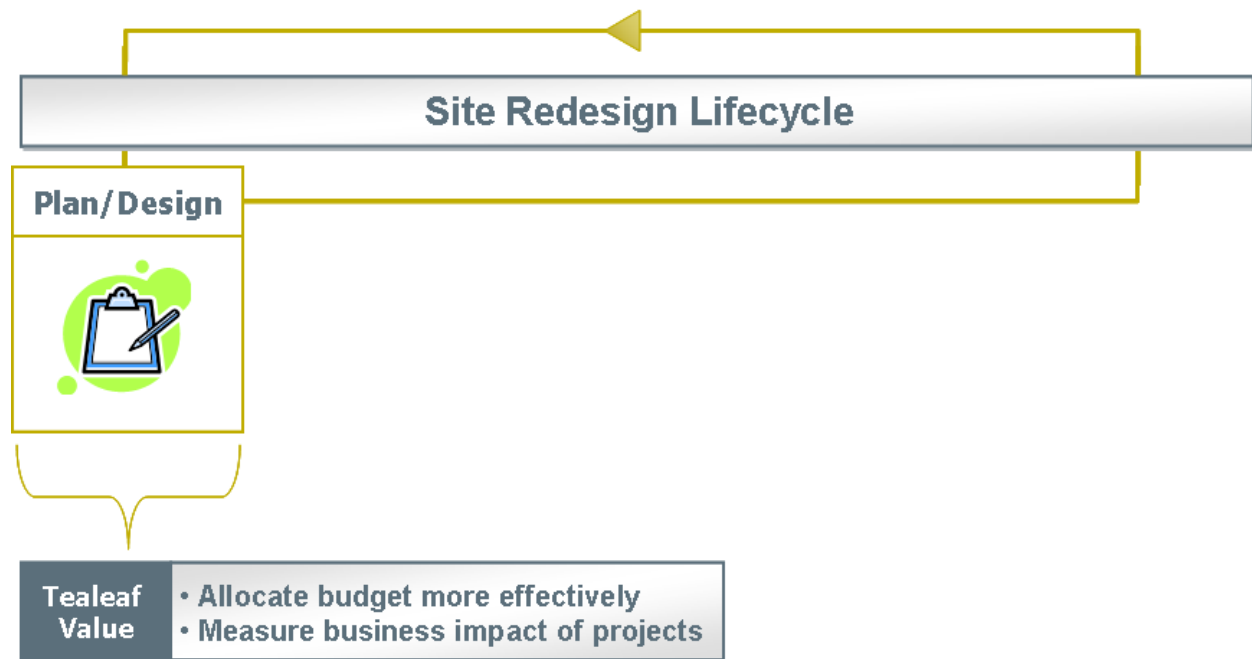 Site Redesign Lifecycle
Plan/Design
Tealeaf
Value
• Allocate budget more effectively
• Measure business impact of projects